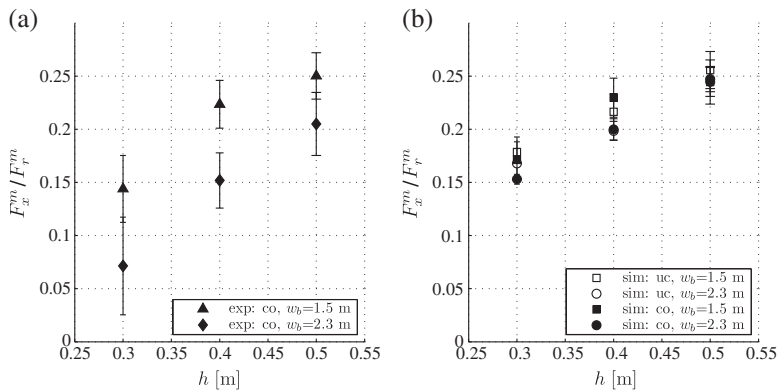 (a)
0.25
0.2
0.15
0.1
0.05
0
F_x^m/F_r^m
0.25 0.3 0.35 0.4 0.45 0.5 0.55
h [m]
exp: co, w_b=1.5 m
exp: co, w_b=2.3 m
(b)
0.25
0.2
0.15
0.1
0.05
0
F_x^m/F_r^m
0.25 0.3 0.35 0.4 0.45 0.5 0.55
h [m]
sim: uc, w_b=1.5 m
sim: uc, w_b=2.3 m
sim: co, w_b=1.5 m
sim: co, w_b=2.3 m